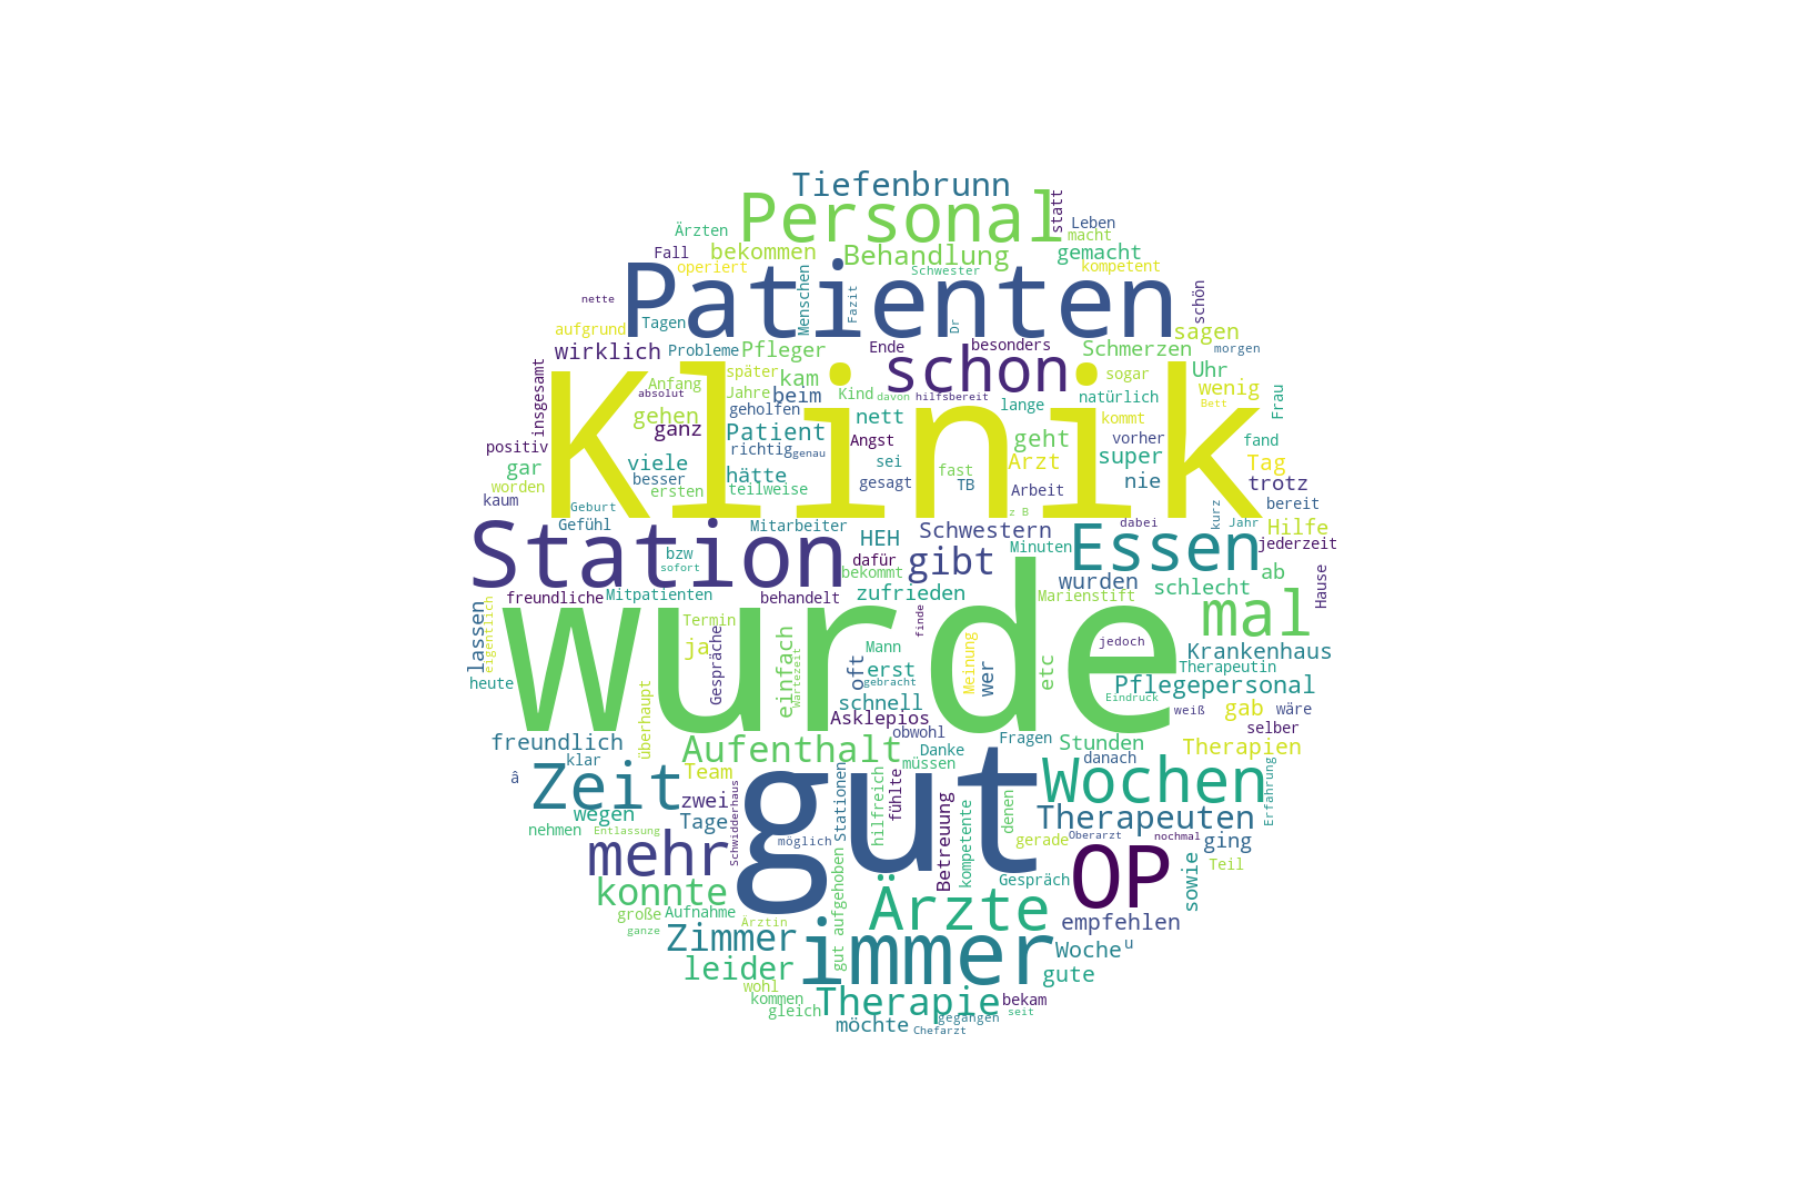 Tiefenbrunn
Personal
statt
Leben
Ärzten
macht
Fall
bekommen
Behandlung
gemacht
operiert
Schwester
kompetent
Patienten
Menschen
Fazit
Dr
nette
schön
aufgrund
Tagen
sagen
wirklich
Probleme
Pfleger
Ende
schon
besonders
Schmerzen
morgen
insgesamt
Klinik
Anfang
absolut
später
Jahre
kam
beim
Kind
davon
hilfsbereit
lange
sogar
natürlich
Uhr
wenig
Bett
Frau
gehen
geholfen
nett
kommt
ganz
Patient
richtig
genau
Angst
geht
vorher
fand
positiv
gar
viele
besser
hätte
sei
fast
Arzt
super
Tag
worden
ersten
teilweise
gesagt
TB
Arbeit
nie
trotz
kaum
Geburt
z B
kurz
bereit
Station
Gefühl
Mitarbeiter
HEH
Schwestern
dabei
Jahr
Hilfe
bzw
sofort
dafür
bekommt
gibt
Minuten
Essen
jederzeit
wurden
schlecht
ab
Hause
freundliche
Mitpatienten
behandelt
zufrieden
Marienstift
mal
lassen
eigentlich
wurde
Termin
ja
Gespräche
einfach
Wartezeit
finde
oft
Mann
erst
gebracht
Meinung
wer
etc
jedoch
Krankenhaus
Therapeutin
heute
überhaupt
schnell
Pflegepersonal
Eindruck
Asklepios
obwohl
weiß
gab
wäre
selber
freundlich
klar
Aufenthalt
Danke
müssen
Fragen
Stunden
danach
Therapien
â
Zeit
Team
gut
Stationen
hilfreich
fühlte
Wochen
Erfahrung
wegen
zwei
Tage
Schwidderhaus
nehmen
Entlassung
möglich
Betreuung
kompetente
denen
gerade
Therapeuten
Oberarzt
nochmal
ging
mehr
OP
Teil
konnte
gut aufgehoben
Gespräch
sowie
große
Aufnahme
Ärztin
Ärzte
empfehlen
ganze
Zimmer
immer
Woche
u
leider
gute
wohl
kommen
gleich
Therapie
bekam
seit
möchte
gegangen
Chefarzt